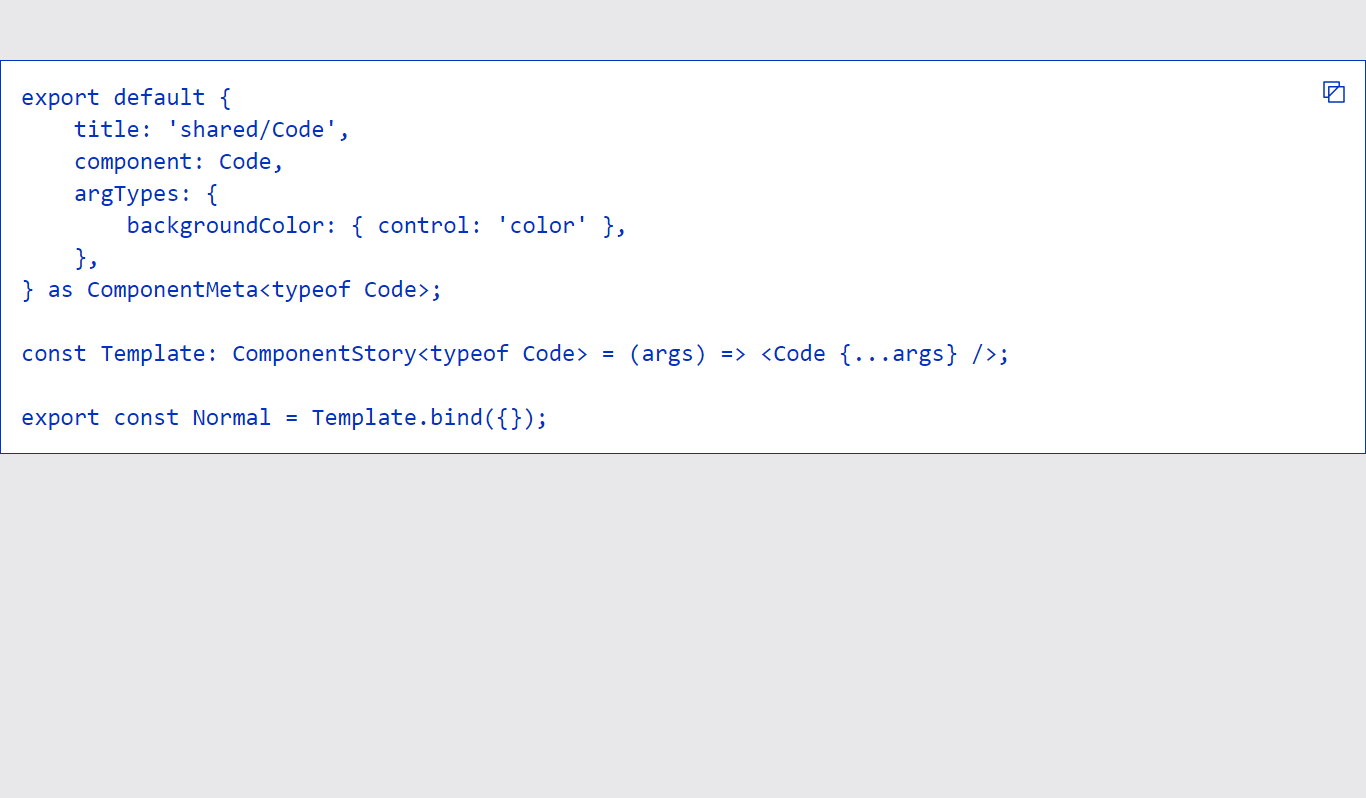 export default {
    title: 'shared/Code',
    component: Code,
    argTypes: {
        backgroundColor: { control: 'color' },
    },
} as ComponentMeta<typeof Code>;

const Template: ComponentStory<typeof Code> = (args) => <Code {...args} />;

export const Normal = Template.bind({});